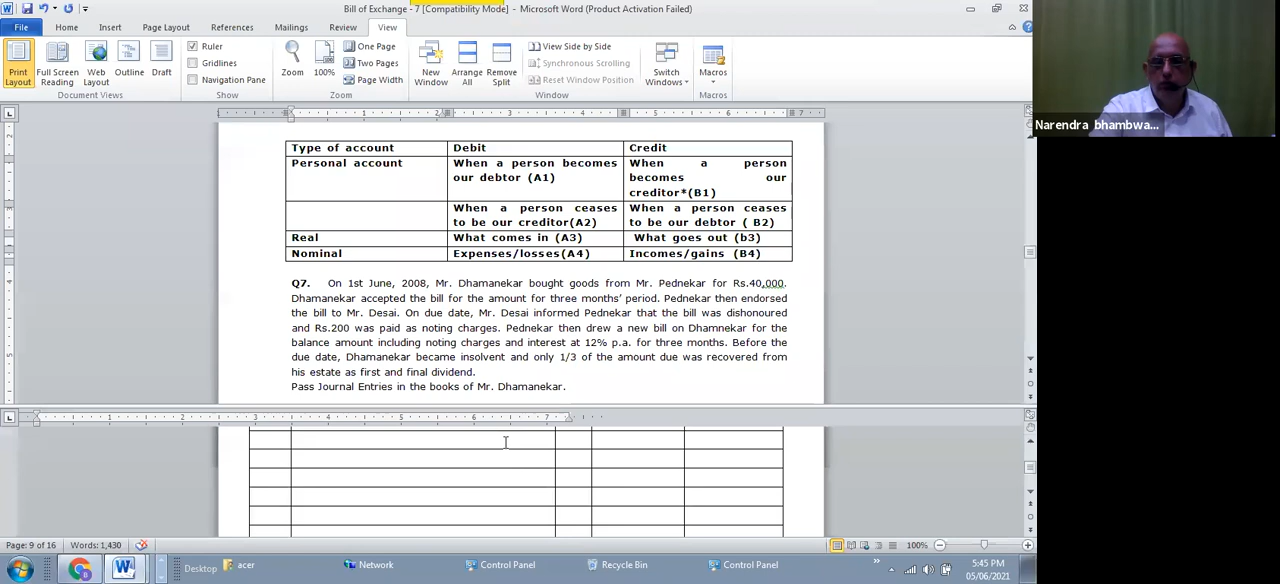 Bill of Exchange - 7 [Compatibility Mode] - Microsoft Word (Product Activation Failed)
File Home Insert Page Layout References Mailings Review View
Print Layout Full Screen Reading Web Layout Outline Draft
Document Views
Ruler
Gridlines
Navigation Pane
Show
Zoom 100%
One Page
Two Pages
Page Width
Zoom
New Window Arrange All Remove Split
View Side by Side
Synchronous Scrolling
Reset Window Position
Window
Switch Windows
Macros
Macros
Narendra bhambwa...
Type of account Debit Credit
Personal account When a person becomes our debtor (A1) When a person becomes our creditor*(B1)
When a person ceases to be our creditor(A2) When a person ceases to be our debtor ( B2)
Real What comes in (A3) What goes out (b3)
Nominal Expenses/losses(A4) Incomes/gains (B4)
Q7. On 1st June, 2008, Mr. Dhamanekar bought goods from Mr. Pednekar for Rs.40,000.
Dhamanekar accepted the bill for the amount for three months' period. Pednekar then endorsed
the bill to Mr. Desai. On due date, Mr. Desai informed Pednekar that the bill was dishonoured
and Rs.200 was paid as noting charges. Pednekar then drew a new bill on Dhamnekar for the
balance amount including noting charges and interest at 12% p.a. for three months. Before the
due date, Dhamanekar became insolvent and only 1/3 of the amount due was recovered from
his estate as first and final dividend.
Pass Journal Entries in the books of Mr. Dhamanekar.
Page: 9 of 16 Words: 1,430 100%
Desktop acer Network Control Panel Recycle Bin Control Panel
5:45 PM
05/06/2021